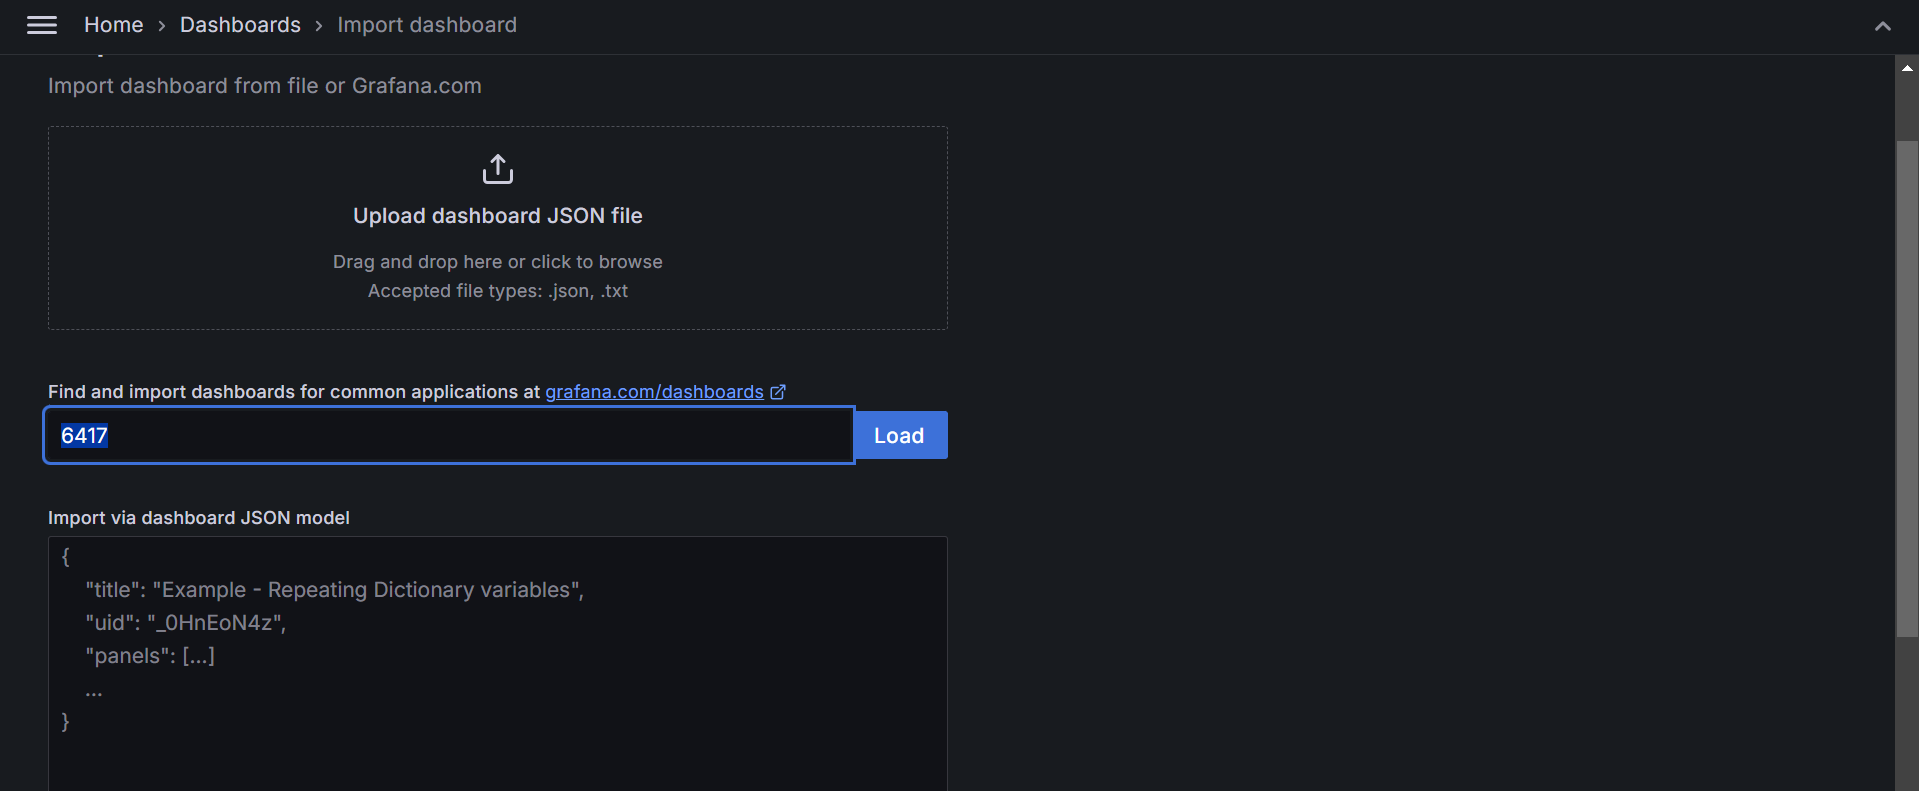 Home › Dashboards › Import dashboard
Import dashboard from file or Grafana.com
Upload dashboard JSON file
Drag and drop here or click to browse
Accepted file types: .json, .txt
Find and import dashboards for common applications at grafana.com/dashboards
6417
Load
Import via dashboard JSON model
{
"title": "Example - Repeating Dictionary variables",
"uid": "_0HnEoN4z",
"panels": [...]
...
}